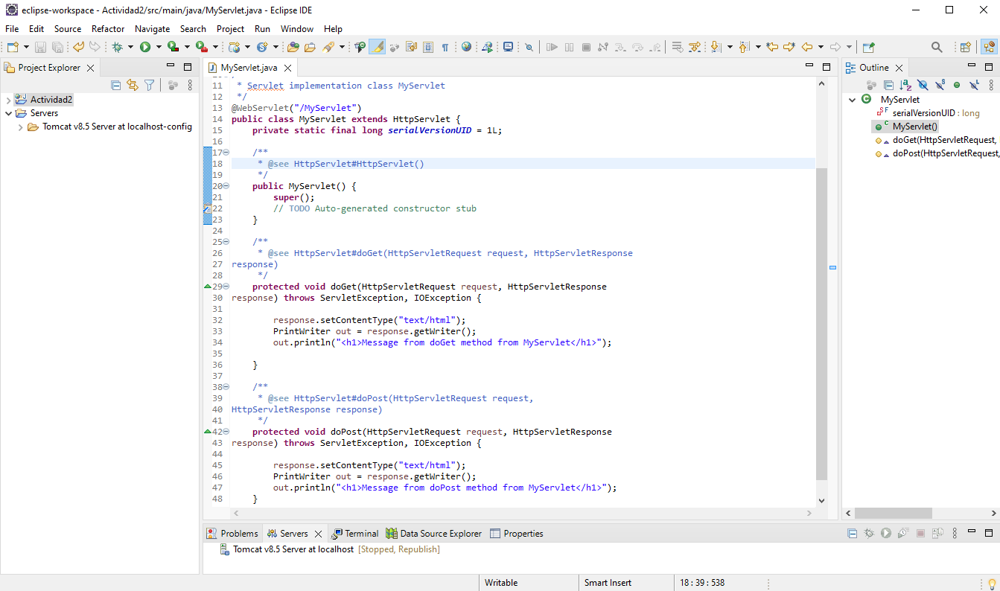 eclipse-workspace - Actividad2/src/main/java/MyServlet.java - Eclipse IDE
File Edit Source Refactor Navigate Search Project Run Window Help
Project Explorer
Actividad2
Servers
Tomcat v8.5 Server at localhost-config
MyServlet.java
11 * Servlet implementation class MyServlet
12 */
13 @WebServlet("/MyServlet")
14 public class MyServlet extends HttpServlet {
15 private static final long serialVersionUID = 1L;
16
17 /**
18 * @see HttpServlet#HttpServlet()
19 */
20 public MyServlet() {
21 super();
22 // TODO Auto-generated constructor stub
23 }
24
25 /**
26 * @see HttpServlet#doGet(HttpServletRequest request, HttpServletResponse
27 response)
28 */
29 protected void doGet(HttpServletRequest request, HttpServletResponse
30 response) throws ServletException, IOException {
31
32 response.setContentType("text/html");
33 PrintWriter out = response.getWriter();
34 out.println("<h1>Message from doGet method from MyServlet</h1>");
35
36 }
37
38 /**
39 * @see HttpServlet#doPost(HttpServletRequest request,
40 HttpServletResponse response)
41 */
42 protected void doPost(HttpServletRequest request, HttpServletResponse
43 response) throws ServletException, IOException {
44
45 response.setContentType("text/html");
46 PrintWriter out = response.getWriter();
47 out.println("<h1>Message from doPost method from MyServlet</h1>");
48 }
Outline
MyServlet
serialVersionUID : long
MyServlet()
doGet(HttpServletRequest,
doPost(HttpServletRequest,
Problems Servers Terminal Data Source Explorer Properties
Tomcat v8.5 Server at localhost [Stopped, Republish]
Writable Smart Insert 18 : 39 : 538